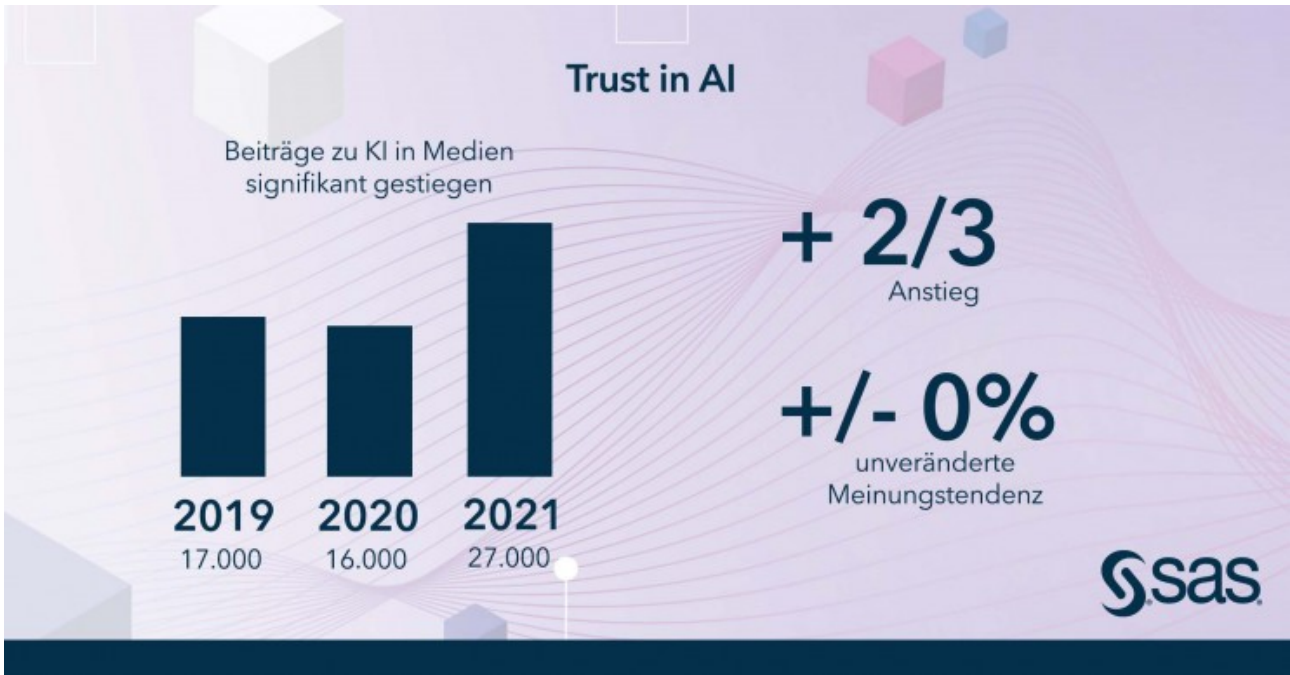 Trust in AI
Beiträge zu KI in Medien
signifikant gestiegen
+ 2/3
Anstieg
+/- 0%
unveränderte
Meinungstendenz
2019 2020 2021
17.000 16.000 27.000
sas